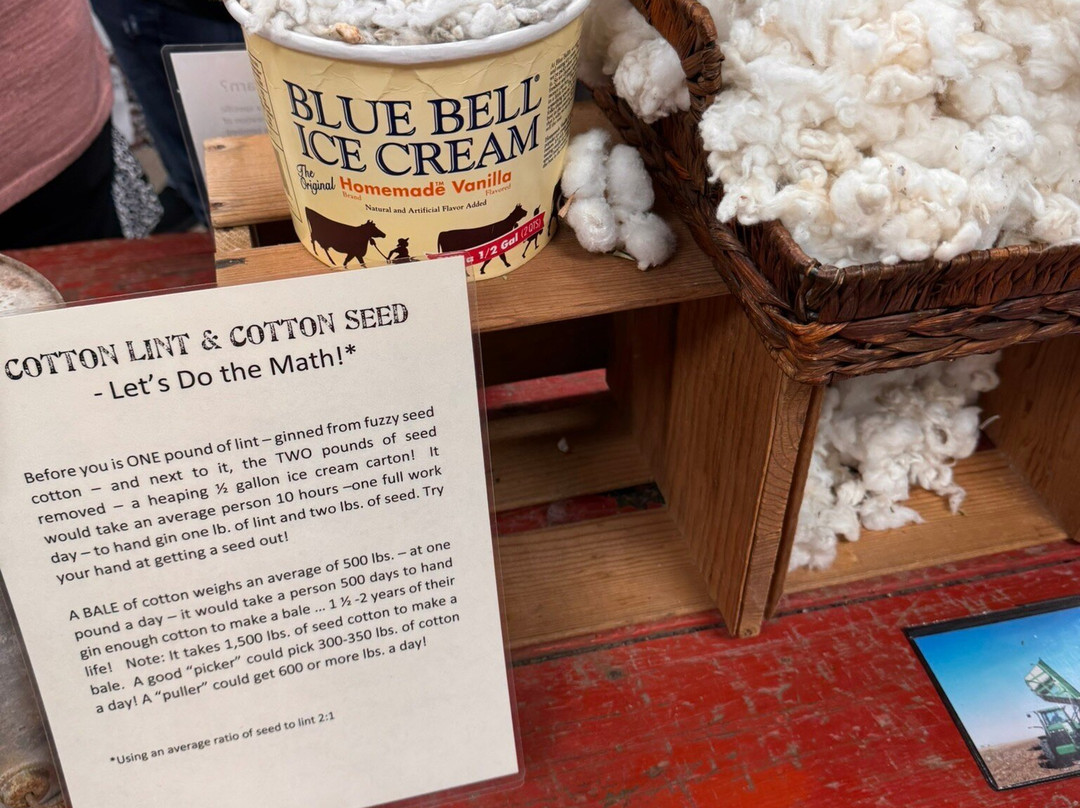 BLUE BELL®
ICE CREAM
The Original
Homemade™ Vanilla
Brand Flavored
Natural and Artificial Flavor Added
1/2 Gal (2 QTS)
COTTON LINT & COTTON SEED
- Let's Do the Math!*
Before you is ONE pound of lint – ginned from fuzzy seed
cotton – and next to it, the TWO pounds of seed
removed – a heaping ½ gallon ice cream carton! It
would take an average person 10 hours –one full work
day – to hand gin one lb. of lint and two lbs. of seed. Try
your hand at getting a seed out!
A BALE of cotton weighs an average of 500 lbs. – at one
pound a day – it would take a person 500 days to hand
gin enough cotton to make a bale ... 1 ½ -2 years of their
life! Note: It takes 1,500 lbs. of seed cotton to make a
bale. A good "picker" could pick 300-350 lbs. of cotton
a day! A "puller" could get 600 or more lbs. a day!
*Using an average ratio of seed to lint 2:1